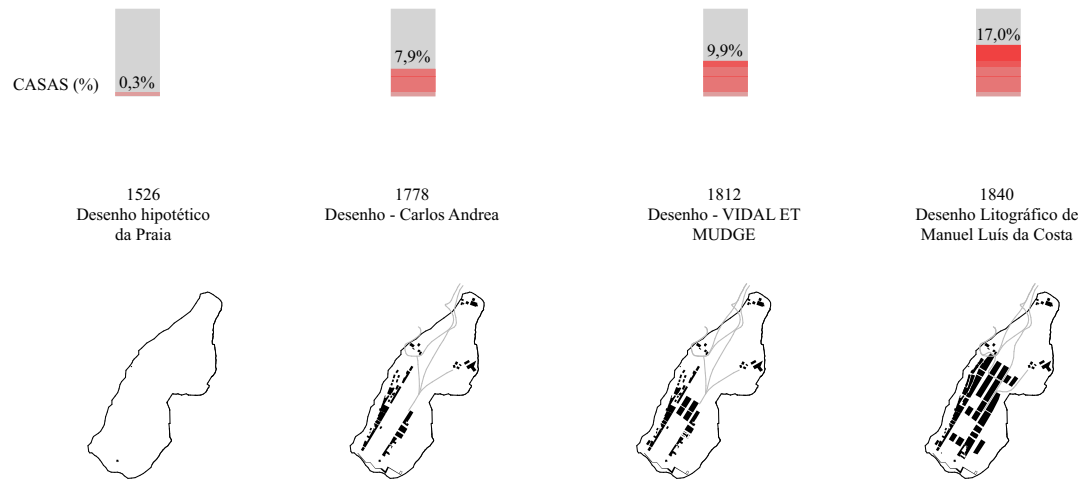 CASAS (%)
0,3%
7,9%
9,9%
17,0%
1526
Desenho hipotético
da Praia
1778
Desenho - Carlos Andrea
1812
Desenho - VIDAL ET
MUDGE
1840
Desenho Litográfico de
Manuel Luís da Costa